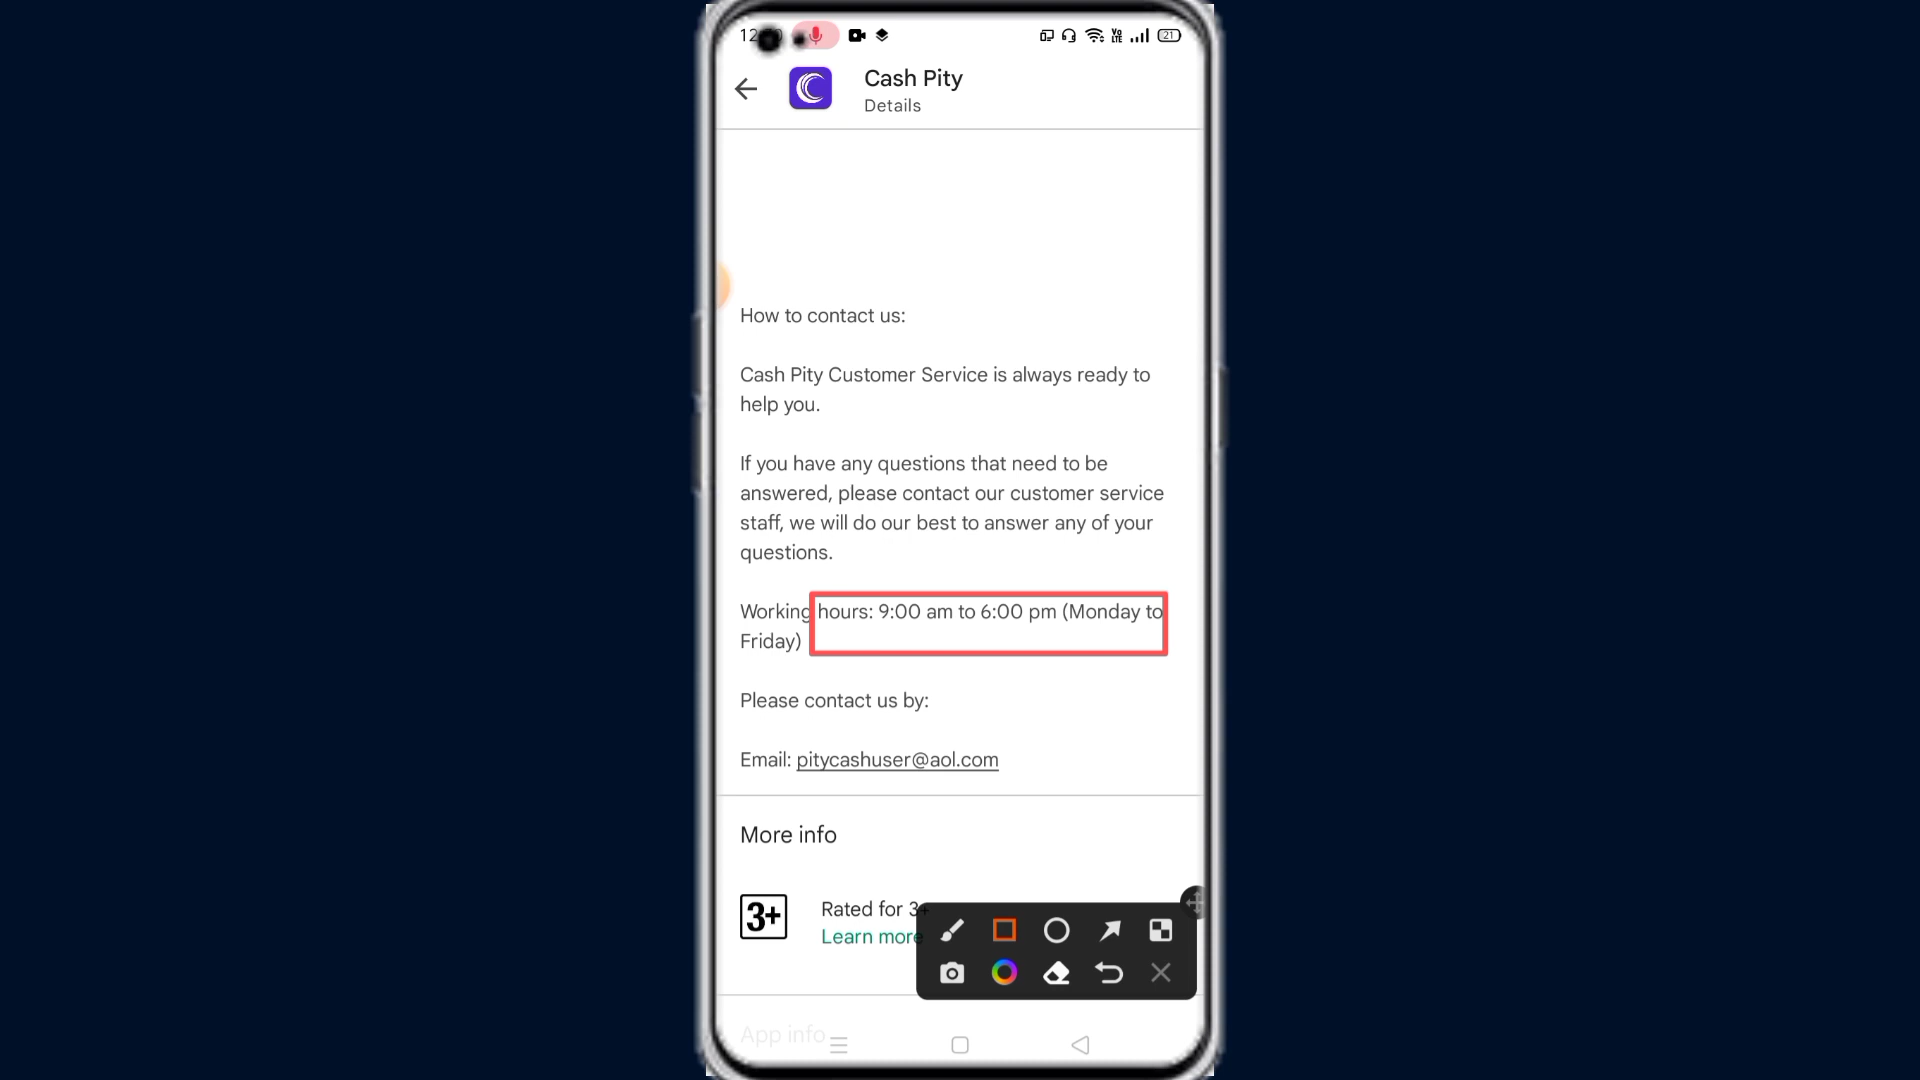 Cash Pity
Details
How to contact us:
Cash Pity Customer Service is always ready to
help you.
If you have any questions that need to be
answered, please contact our customer service
staff, we will do our best to answer any of your
questions.
Working hours: 9:00 am to 6:00 pm (Monday to
Friday)
Please contact us by:
Email: pitycashuser@aol.com
More info
3+
Rated for 3+
Learn more
App info
21